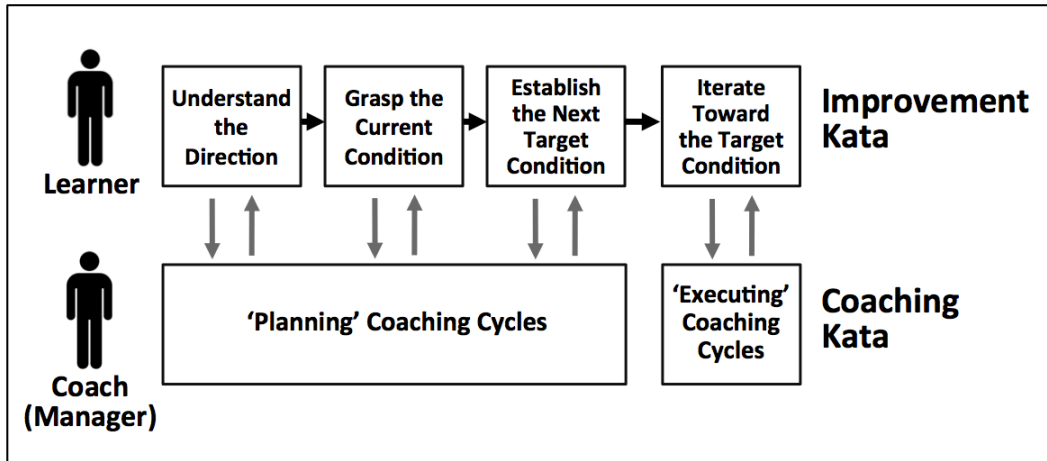 Understand
the
Direction
Grasp the
Current
Condition
Establish
the Next
Target
Condition
Iterate
Toward
the Target
Condition
Improvement
Kata
Learner
‘Planning’ Coaching Cycles
‘Executing’
Coaching
Cycles
Coaching
Kata
Coach
(Manager)